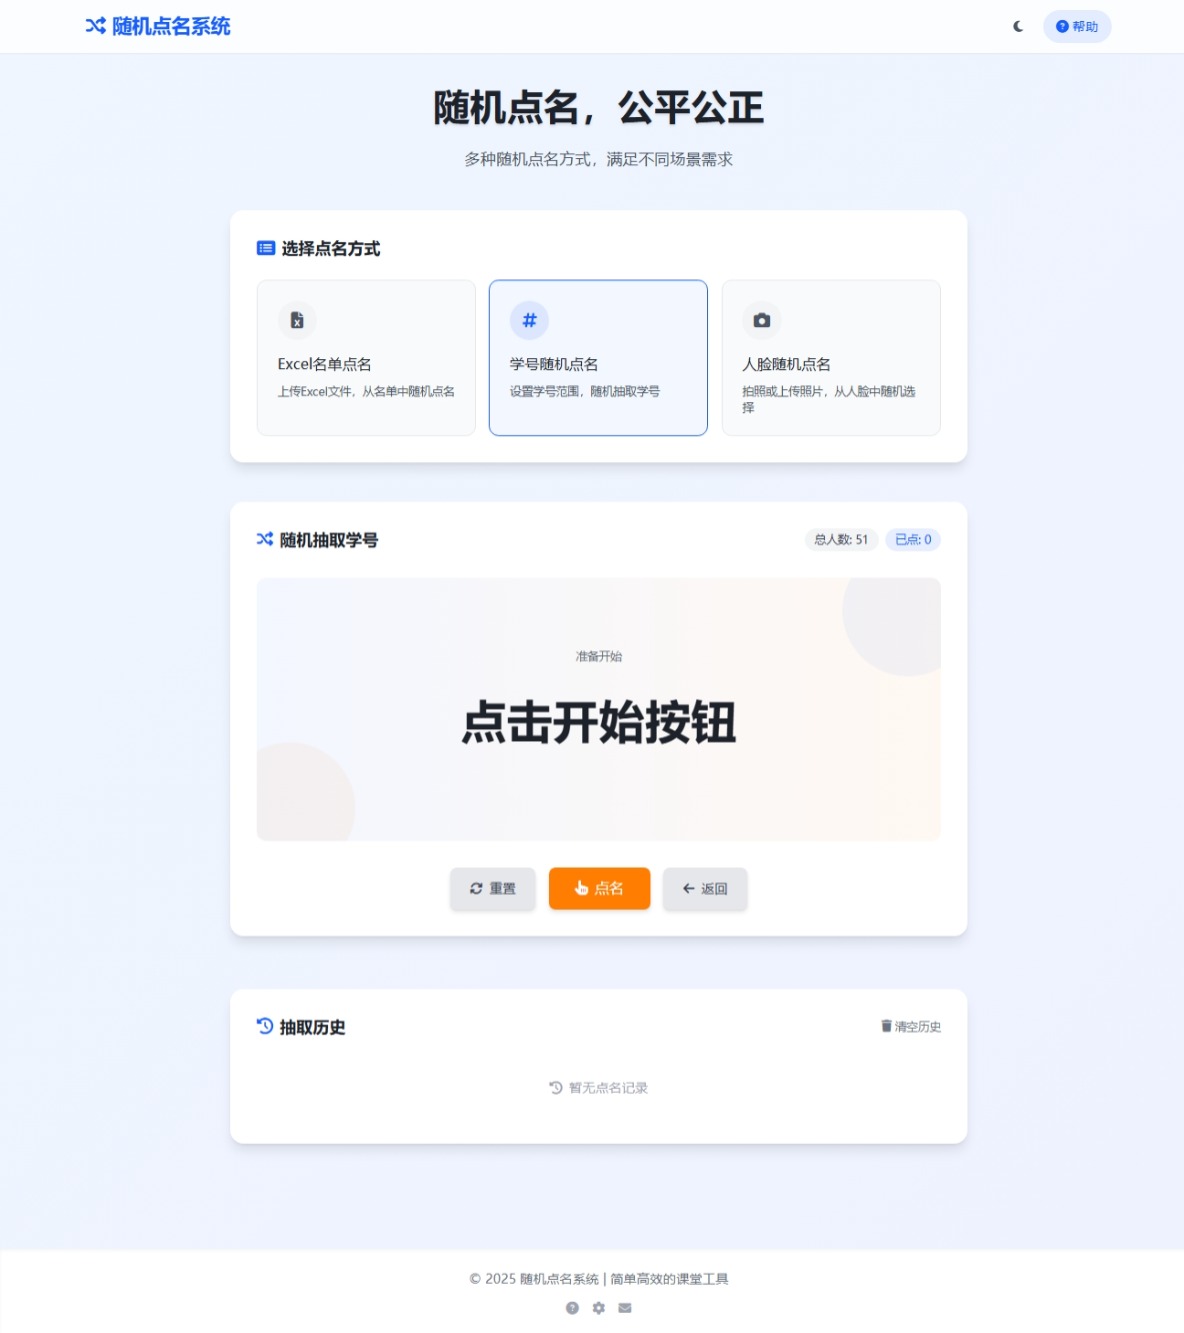 随机点名系统
帮助
随机点名，公平公正
多种随机点名方式，满足不同场景需求
选择点名方式
Excel名单点名
上传Excel文件，从名单中随机点名
学号随机点名
设置学号范围，随机抽取学号
人脸随机点名
拍照或上传照片，从人脸中随机选
择
随机抽取学号
总人数: 51
已点: 0
准备开始
点击开始按钮
重置
点名
返回
抽取历史
清空历史
暂无点名记录
© 2025 随机点名系统 | 简单高效的课堂工具